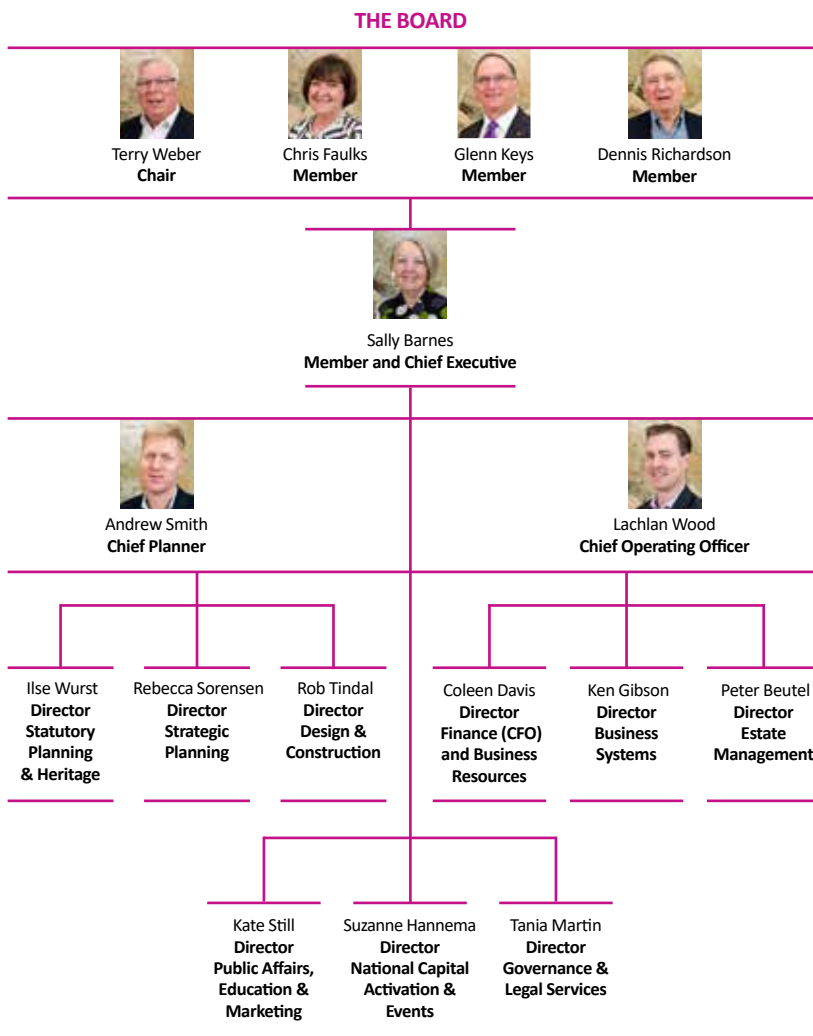 THE BOARD
Terry Weber
Chair
Chris Faulks
Member
Glenn Keys
Member
Dennis Richardson
Member
Sally Barnes
Member and Chief Executive
Andrew Smith
Chief Planner
Lachlan Wood
Chief Operating Officer
Ilse Wurst
Director
Statutory
Planning
& Heritage
Rebecca Sorensen
Director
Strategic
Planning
Rob Tindal
Director
Design &
Construction
Coleen Davis
Director
Finance (CFO)
and Business
Resources
Ken Gibson
Director
Business
Systems
Peter Beutel
Director
Estate
Management
Kate Still
Director
Public Affairs,
Education &
Marketing
Suzanne Hannema
Director
National Capital
Activation &
Events
Tania Martin
Director
Governance &
Legal Services